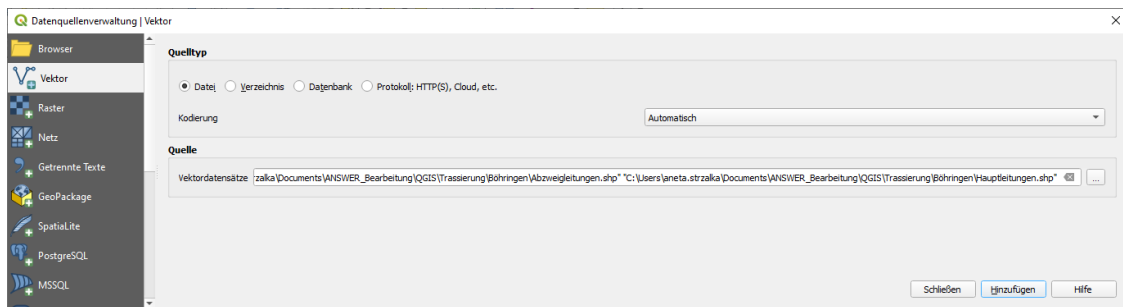 Datenquellenverwaltung | Vektor
Browser
Vektor
Raster
Netz
Getrennte Texte
GeoPackage
SpatiaLite
PostgreSQL
MSSQL
Quelltyp
Datei Verzeichnis Datenbank Protokoll: HTTP(S), Cloud, etc.
Kodierung Automatisch
Quelle
Vektordatensätze rzalka\Documents\ANSWER_Bearbeitung\QGIS\Trassierung\Böhringen\Abzweigleitungen.shp" "C:\Users\aneta.strzalka\Documents\ANSWER_Bearbeitung\QGIS\Trassierung\Böhringen\Hauptleitungen.shp" ...
Schließen Hinzufügen Hilfe